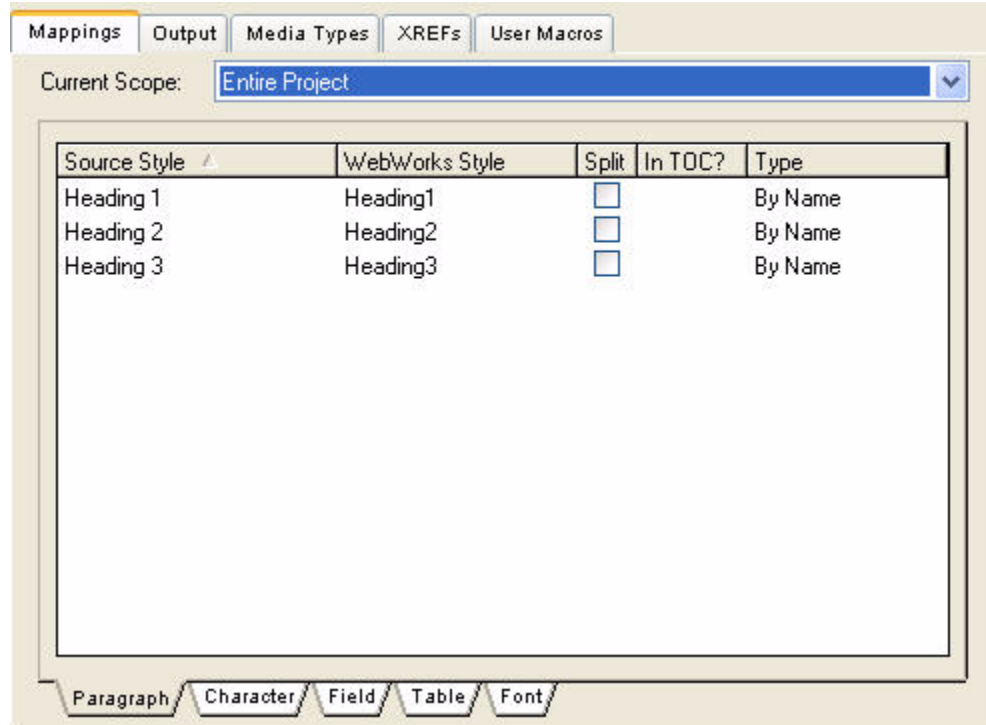 Mappings Output Media Types XREFs User Macros
Current Scope: Entire Project
Source Style WebWorks Style Split In TOC? Type
Heading 1 Heading1 By Name
Heading 2 Heading2 By Name
Heading 3 Heading3 By Name
Paragraph Character Field Table Font